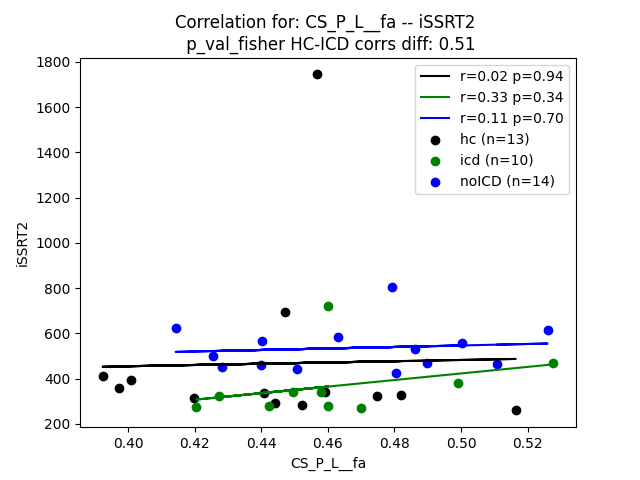 Correlation for: CS_P_L__fa -- iSSRT2
p_val_fisher HC-ICD corrs diff: 0.51
1800
1600
1400
1200
1000
800
600
400
200
iSSRT2
r=0.02 p=0.94
r=0.33 p=0.34
r=0.11 p=0.70
hc (n=13)
icd (n=10)
noICD (n=14)
0.40 0.42 0.44 0.46 0.48 0.50 0.52
CS_P_L__fa